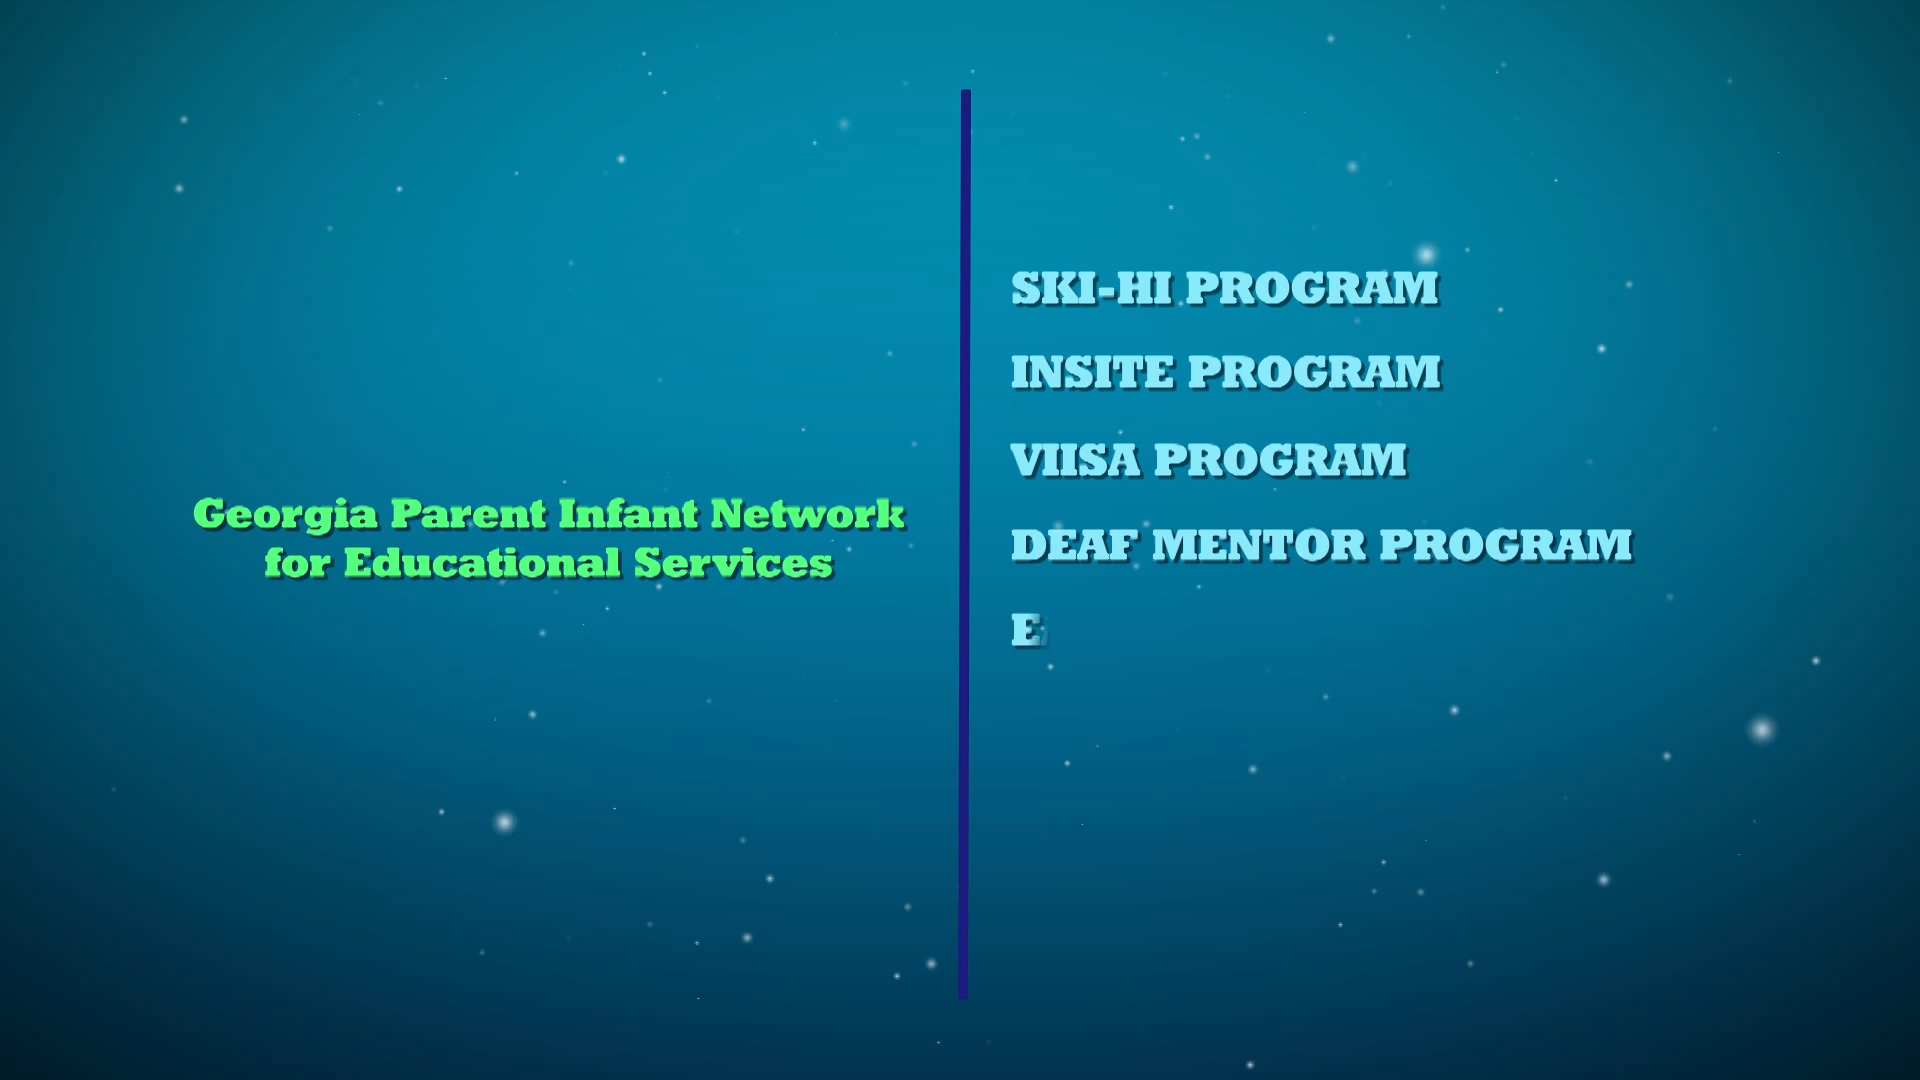 Georgia Parent Infant Network
for Educational Services
SKI-HI PROGRAM
INSITE PROGRAM
VIISA PROGRAM
DEAF MENTOR PROGRAM
E